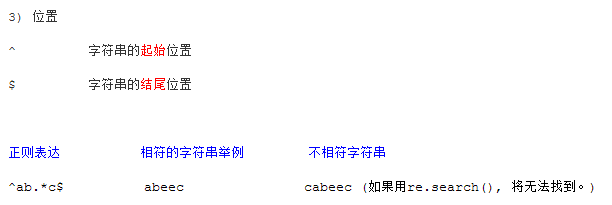 3) 位置
^ 字符串的起始位置
$ 字符串的结尾位置
正则表达 相符的字符串举例 不相符字符串
^ab.*c$ abeec cabeec (如果用re.search(), 将无法找到。)